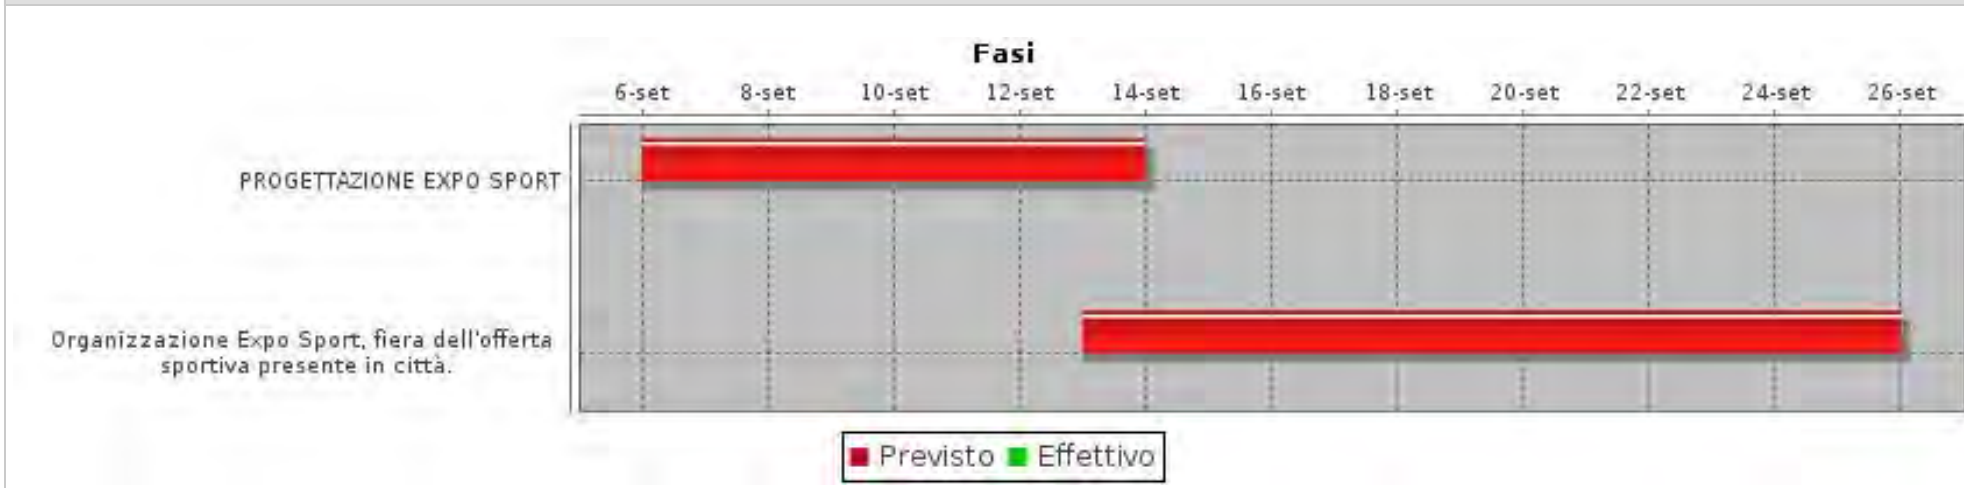 Fasi
6-set 8-set 10-set 12-set 14-set 16-set 18-set 20-set 22-set 24-set 26-set
PROGETTAZIONE EXPO SPORT
Organizzazione Expo Sport, fiera dell'offerta
sportiva presente in città.
Previsto Effettivo